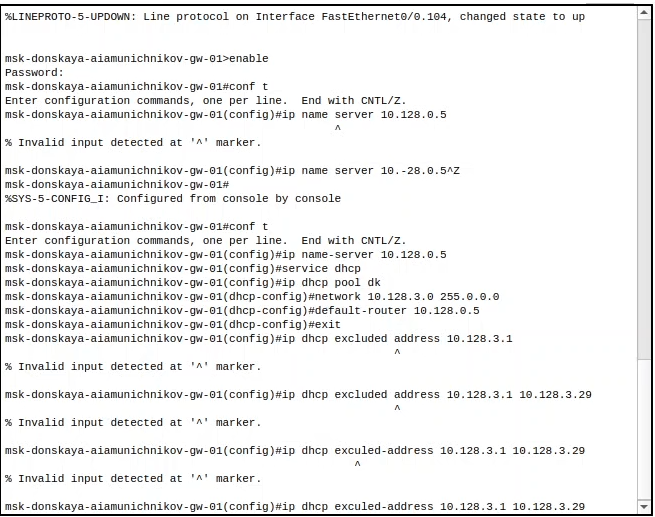 %LINEPROTO-5-UPDOWN: Line protocol on Interface FastEthernet0/0.104, changed state to up
msk-donskaya-aiamunichnikov-gw-01>enable
Password:
msk-donskaya-aiamunichnikov-gw-01#conf t
Enter configuration commands, one per line.  End with CNTL/Z.
msk-donskaya-aiamunichnikov-gw-01(config)#ip name server 10.128.0.5
^
% Invalid input detected at '^' marker.
msk-donskaya-aiamunichnikov-gw-01(config)#ip name server 10.-28.0.5^Z
msk-donskaya-aiamunichnikov-gw-01#
%SYS-5-CONFIG_I: Configured from console by console
msk-donskaya-aiamunichnikov-gw-01#conf t
Enter configuration commands, one per line.  End with CNTL/Z.
msk-donskaya-aiamunichnikov-gw-01(config)#ip name-server 10.128.0.5
msk-donskaya-aiamunichnikov-gw-01(config)#service dhcp
msk-donskaya-aiamunichnikov-gw-01(config)#ip dhcp pool dk
msk-donskaya-aiamunichnikov-gw-01(dhcp-config)#network 10.128.3.0 255.0.0.0
msk-donskaya-aiamunichnikov-gw-01(dhcp-config)#default-router 10.128.0.5
msk-donskaya-aiamunichnikov-gw-01(dhcp-config)#exit
msk-donskaya-aiamunichnikov-gw-01(config)#ip dhcp excluded address 10.128.3.1
^
% Invalid input detected at '^' marker.
msk-donskaya-aiamunichnikov-gw-01(config)#ip dhcp excluded address 10.128.3.1 10.128.3.29
^
% Invalid input detected at '^' marker.
msk-donskaya-aiamunichnikov-gw-01(config)#ip dhcp exculed-address 10.128.3.1 10.128.3.29
^
% Invalid input detected at '^' marker.
msk-donskaya-aiamunichnikov-gw-01(config)#ip dhcp exculed-address 10.128.3.1 10.128.3.29